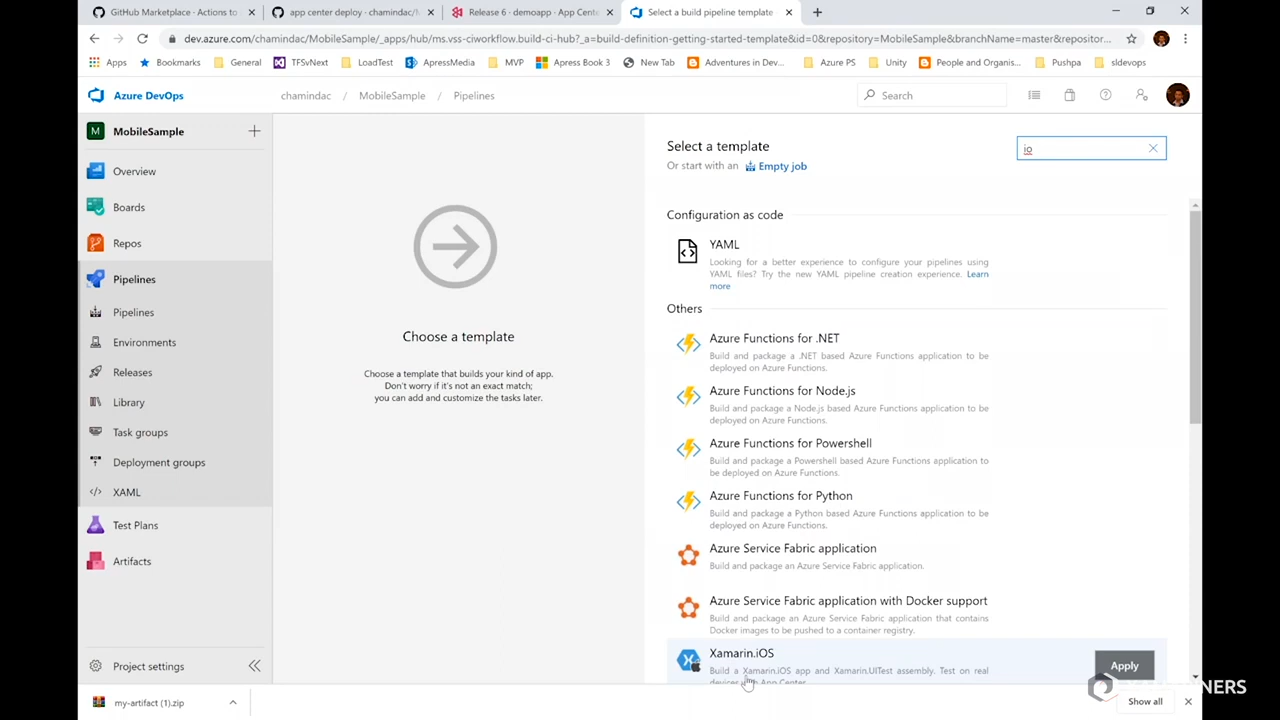 GitHub Marketplace · Actions to
app center deploy · chamindac/M
Release 6 · demoapp · App Cent
Select a build pipeline template
dev.azure.com/chamindac/MobileSample/_apps/hub/ms.vss-ciworkflow.build-ci-hub?_a=build-definition-getting-started-template&id=0&repository=MobileSample&branchName=master&repositor...
Apps
Bookmarks
General
TFSvNext
LoadTest
ApressMedia
MVP
Apress Book 3
New Tab
Adventures in Dev...
Azure PS
Unity
People and Organis...
Pushpa
sldevops
Azure DevOps
chamindac / MobileSample / Pipelines
Search
M
MobileSample
Overview
Boards
Repos
Pipelines
Pipelines
Environments
Releases
Library
Task groups
Deployment groups
XAML
Test Plans
Artifacts
Project settings
Choose a template
Choose a template that builds your kind of app.
Don't worry if it's not an exact match;
you can add and customize the tasks later.
Select a template
Or start with an Empty job
io
Configuration as code
YAML
Looking for a better experience to configure your pipelines using
YAML files? Try the new YAML pipeline creation experience. Learn
more
Others
Azure Functions for .NET
Build and package a .NET based Azure Functions application to be
deployed on Azure Functions.
Azure Functions for Node.js
Build and package a Node.js based Azure Functions application to be
deployed on Azure Functions.
Azure Functions for Powershell
Build and package a Powershell based Azure Functions application to
be deployed on Azure Functions.
Azure Functions for Python
Build and package a Python based Azure Functions application to be
deployed on Azure Functions.
Azure Service Fabric application
Build and package an Azure Service Fabric application.
Azure Service Fabric application with Docker support
Build and package an Azure Service Fabric application that contains
Docker images to be pushed to a container registry.
Xamarin.iOS
Build a Xamarin.iOS app and Xamarin.UITest assembly. Test on real
devices with App Center.
Apply
my-artifact (1).zip
Show all